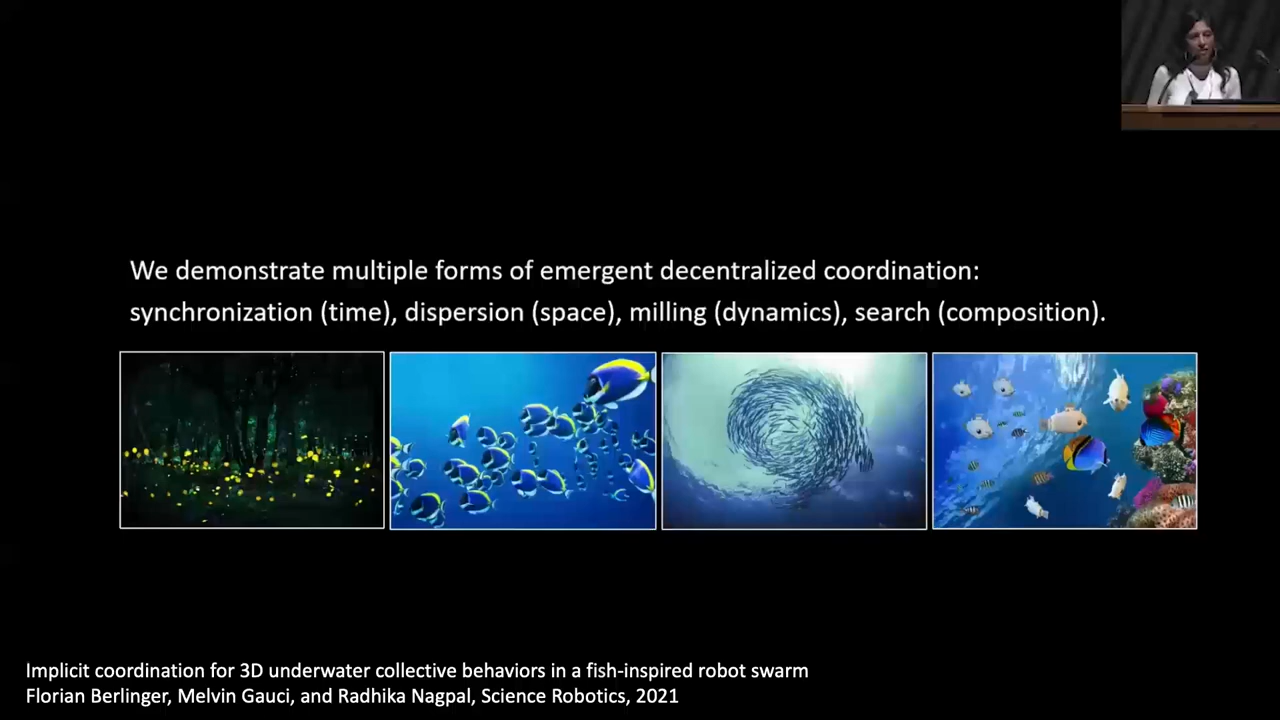 We demonstrate multiple forms of emergent decentralized coordination:
synchronization (time), dispersion (space), milling (dynamics), search (composition).
Implicit coordination for 3D underwater collective behaviors in a fish-inspired robot swarm
Florian Berlinger, Melvin Gauci, and Radhika Nagpal, Science Robotics, 2021